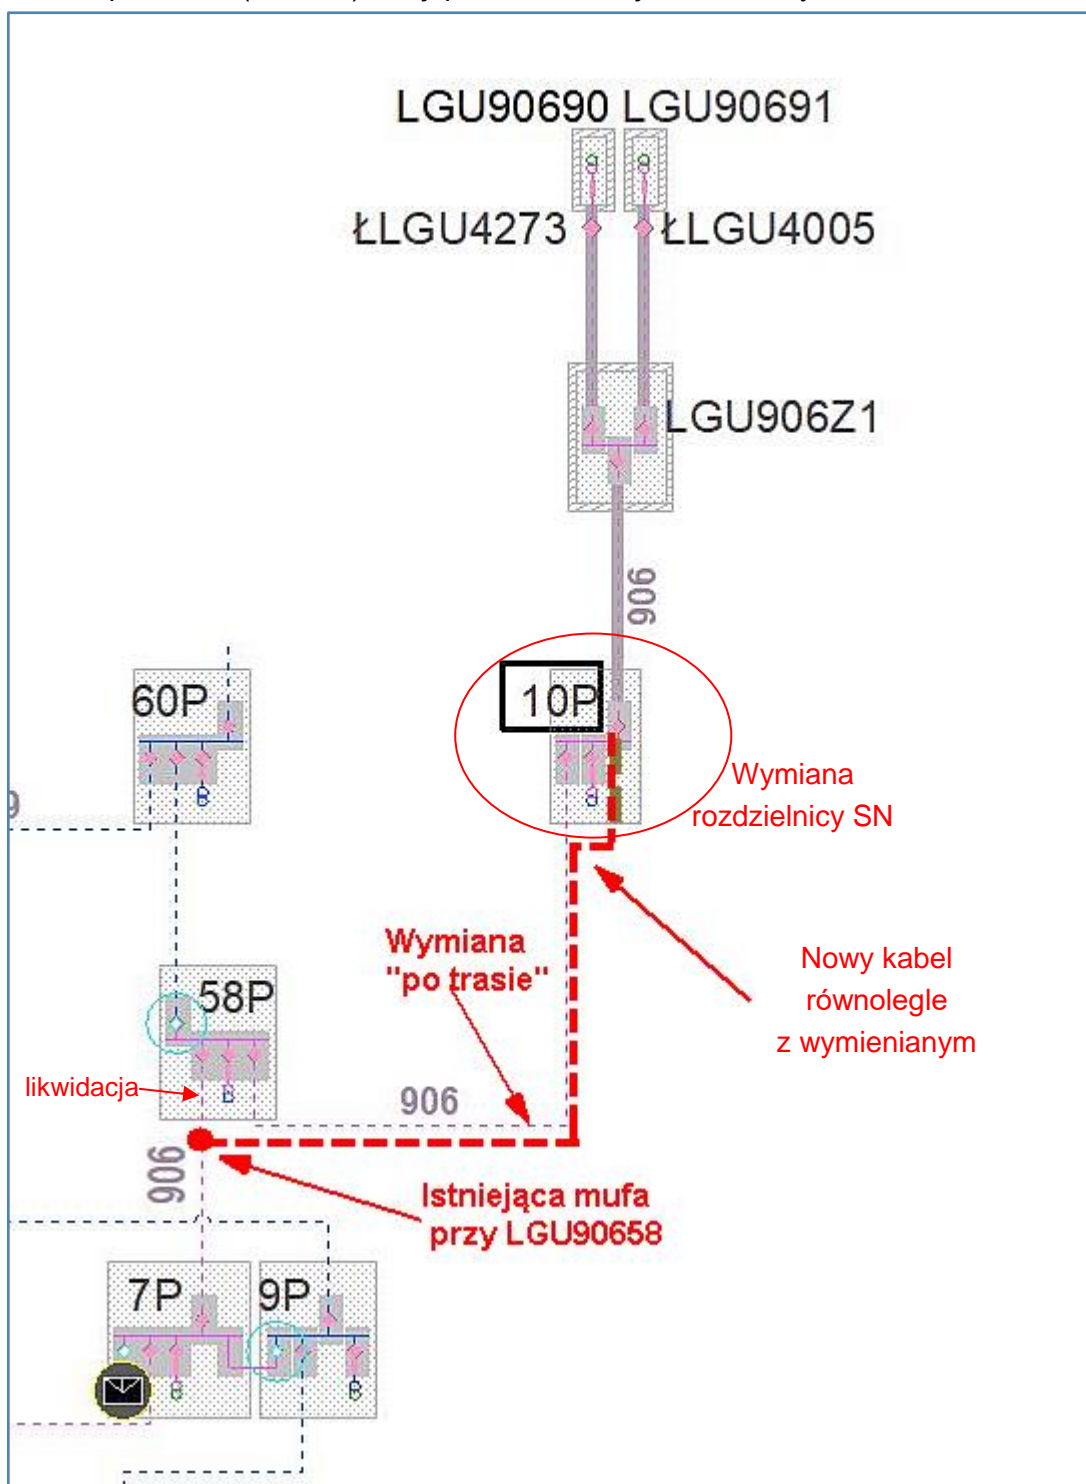 LGU90690 LGU90691
ŁLGU4273 ŁLGU4005
LGU906Z1
906
60P
10P
Wymiana
rozdzielnicy SN
Wymiana
"po trasie"
Nowy kabel
równolegle
z wymienianym
58P
likwidacja
906
906
Istniejąca mufa
przy LGU90658
7P
9P